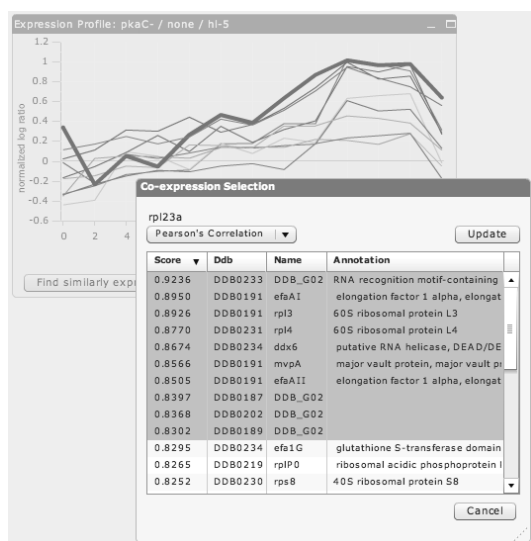 Expression Profile: pkaC- / none / hl-5
1.2
1
0.8
0.6
0.4
0.2
0
-0.2
-0.4
-0.6
normalized log ratio
0 2 4
Find similarly expr
Co-expression Selection
rpl23a
Pearson's Correlation
Update
Score Ddb Name Annotation
0.9236 DDB0233 DDB_G02 RNA recognition motif-containing
0.8950 DDB0191 efaAI elongation factor 1 alpha, elongat
0.8926 DDB0191 rpl3 60S ribosomal protein L3
0.8770 DDB0231 rpl4 60S ribosomal protein L4
0.8674 DDB0234 ddx6 putative RNA helicase, DEAD/DE
0.8566 DDB0191 mvpA major vault protein, major vault pr
0.8505 DDB0191 efaAII elongation factor 1 alpha, elongat
0.8397 DDB0187 DDB_G02
0.8368 DDB0202 DDB_G02
0.8302 DDB0189 DDB_G02
0.8295 DDB0234 efa1G glutathione S-transferase domain
0.8265 DDB0219 rplP0 ribosomal acidic phosphoprotein
0.8252 DDB0230 rps8 40S ribosomal protein S8
Cancel